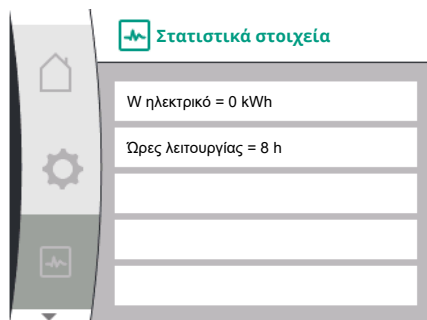 Στατιστικά στοιχεία
W ηλεκτρικό = 0 kWh
Ώρες λειτουργίας = 8 h